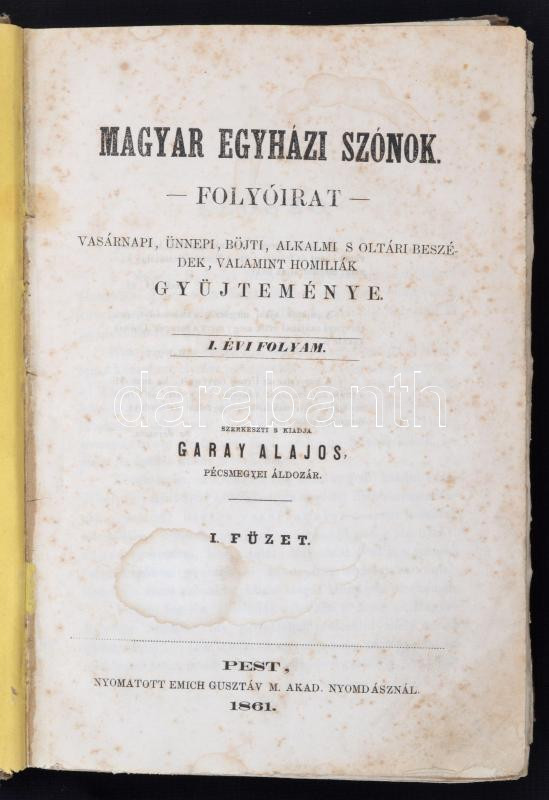 MAGYAR EGYHÁZI SZÓNOK.
— FOLYÓIRAT —
VASÁRNAPI, ÜNNEPI, BÖJTI, ALKALMI S OLTÁRI BESZÉ-
DEK, VALAMINT HOMILIÁK
GYÜJTEMÉNYE.
I. ÉVI FOLYAM.
darabanth
SZERKESZTI S KIADJA
GARAY ALAJOS,
PÉCSMEGYEI ÁLDOZÁR.
I. FÜZET.
PEST,
NYOMATOTT EMICH GUSZTÁV M. AKAD. NYOMDÁSZNÁL.
1861.